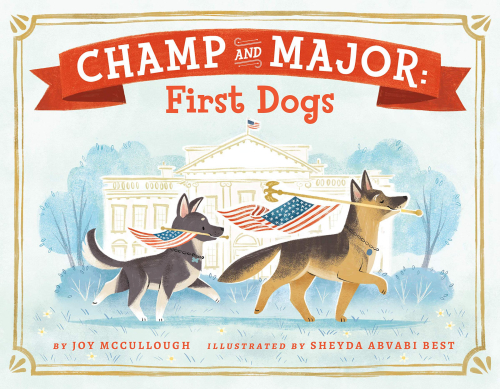 CHAMP AND MAJOR:
First Dogs
BY JOY MCCULLOUGH ILLUSTRATED BY SHEYDA ABVABI BEST